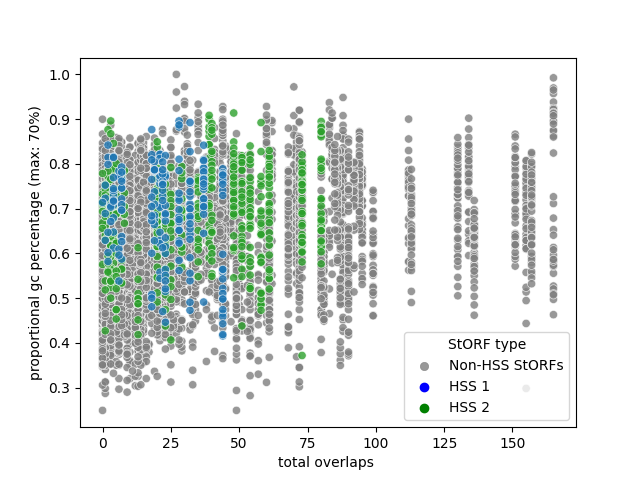 1.0
0.9
0.8
0.7
0.6
0.5
0.4
0.3
proportional gc percentage (max: 70%)
0
25
50
75
100
125
150
total overlaps
StORF type
Non-HSS StORFs
HSS 1
HSS 2